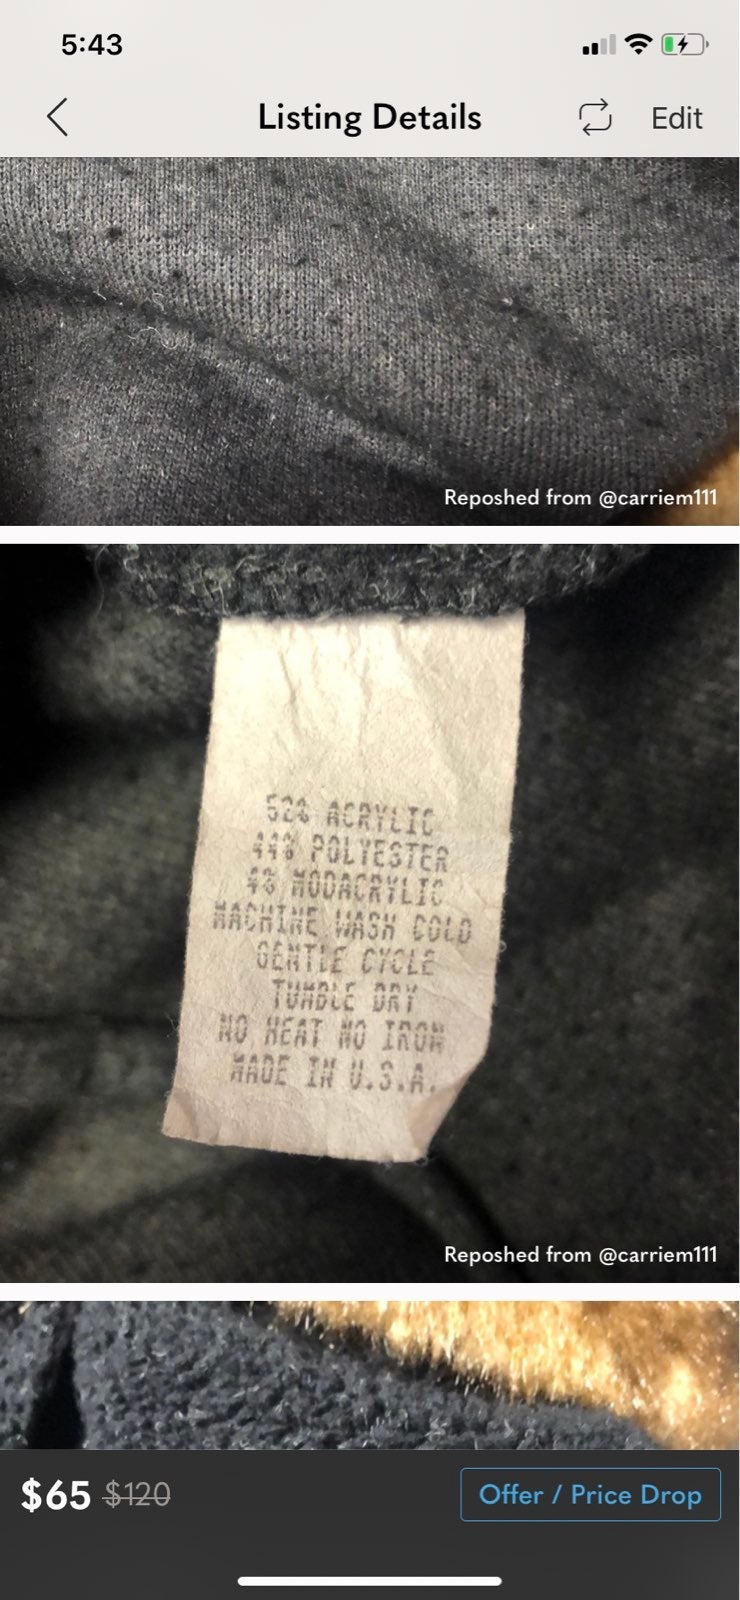 5:43
Listing Details
Edit
Reposhed from @carriem111
52% ACRYLIC
44% POLYESTER
4% MODACRYLIC
MACHINE WASH COLD
GENTLE CYCLE
TUMBLE DRY
NO HEAT NO IRON
MADE IN U.S.A.
Reposhed from @carriem111
$65 $120
Offer / Price Drop